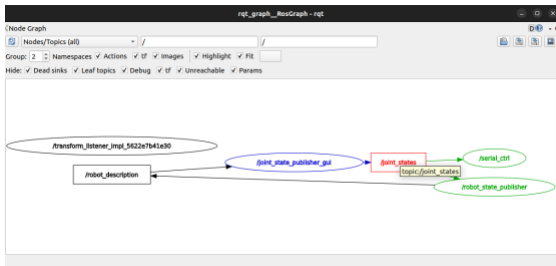 rqt_graph__RosGraph - rqt
Node Graph
Nodes/Topics (all) / /
Group: 2 Namespaces ✓ Actions ✓ tf ✓ Images ✓ Highlight ✓ Fit
Hide: ✓ Dead sinks ✓ Leaf topics ✓ Debug ✓ tf ✓ Unreachable ✓ Params
/transform_listener_impl_5622e7b41e30
/joint_state_publisher_gui
/joint_states
/serial_ctrl
/robot_description
topic:/joint_states
/robot_state_publisher